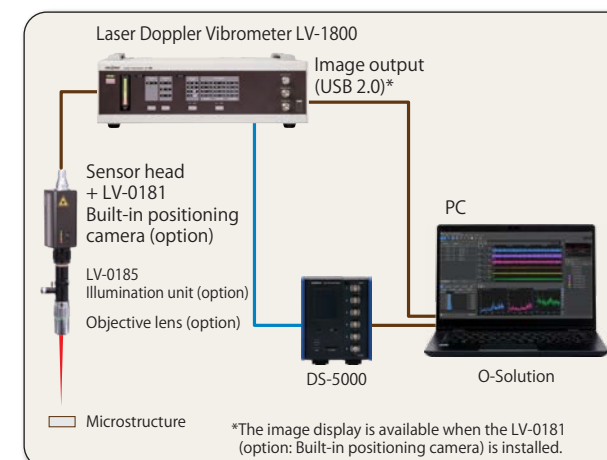 Laser Doppler Vibrometer LV-1800
Image output
(USB 2.0)*
Sensor head
+ LV-0181
Built-in positioning
camera (option)
PC
LV-0185
Illumination unit (option)
Objective lens (option)
DS-5000
O-Solution
Microstructure
*The image display is available when the LV-0181
(option: Built-in positioning camera) is installed.